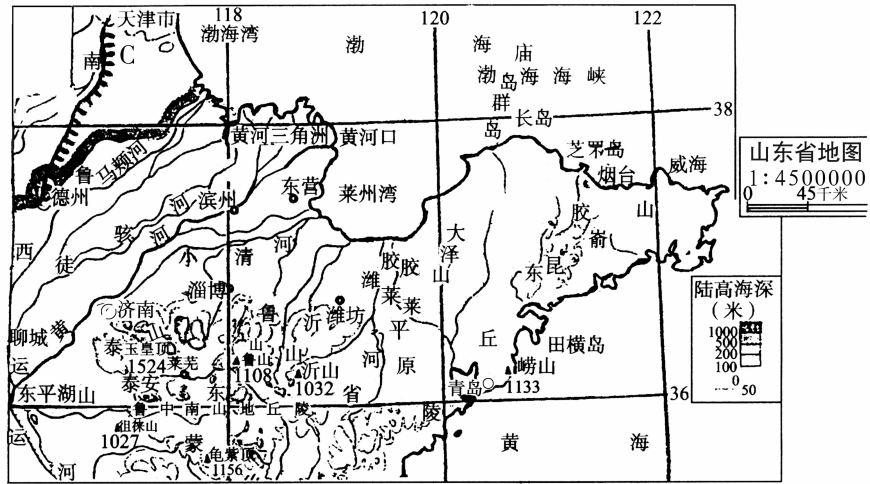 118
120
122
天津市
渤海湾
渤海
庙岛群岛
渤海海峡
南
C
长岛
38
黄河三角洲
黄河口
芝罘岛
威海
烟台
鲁
马颊河
德州
东营
莱州湾
滨州
山东省地图
1:4500000
0 45千米
西
徒骇河
小清河
胶
山
大泽山
昆嵛
东
淄博
胶莱
潍
胶莱平原
河
济南
鲁山
沂山
潍坊
聊城
黄
丘
田横岛
陆高海深
(米)
1000
500
200
100
0
50
泰
山
玉皇顶
1524
莱芜
鲁山
1108
沂山
1032
崂山
1133
青岛
运
东平湖
山
泰安
东
省
36
鲁中南山地丘陵
陵
徂徕山
1027
蒙
龟蒙顶
1156
运
河
黄海